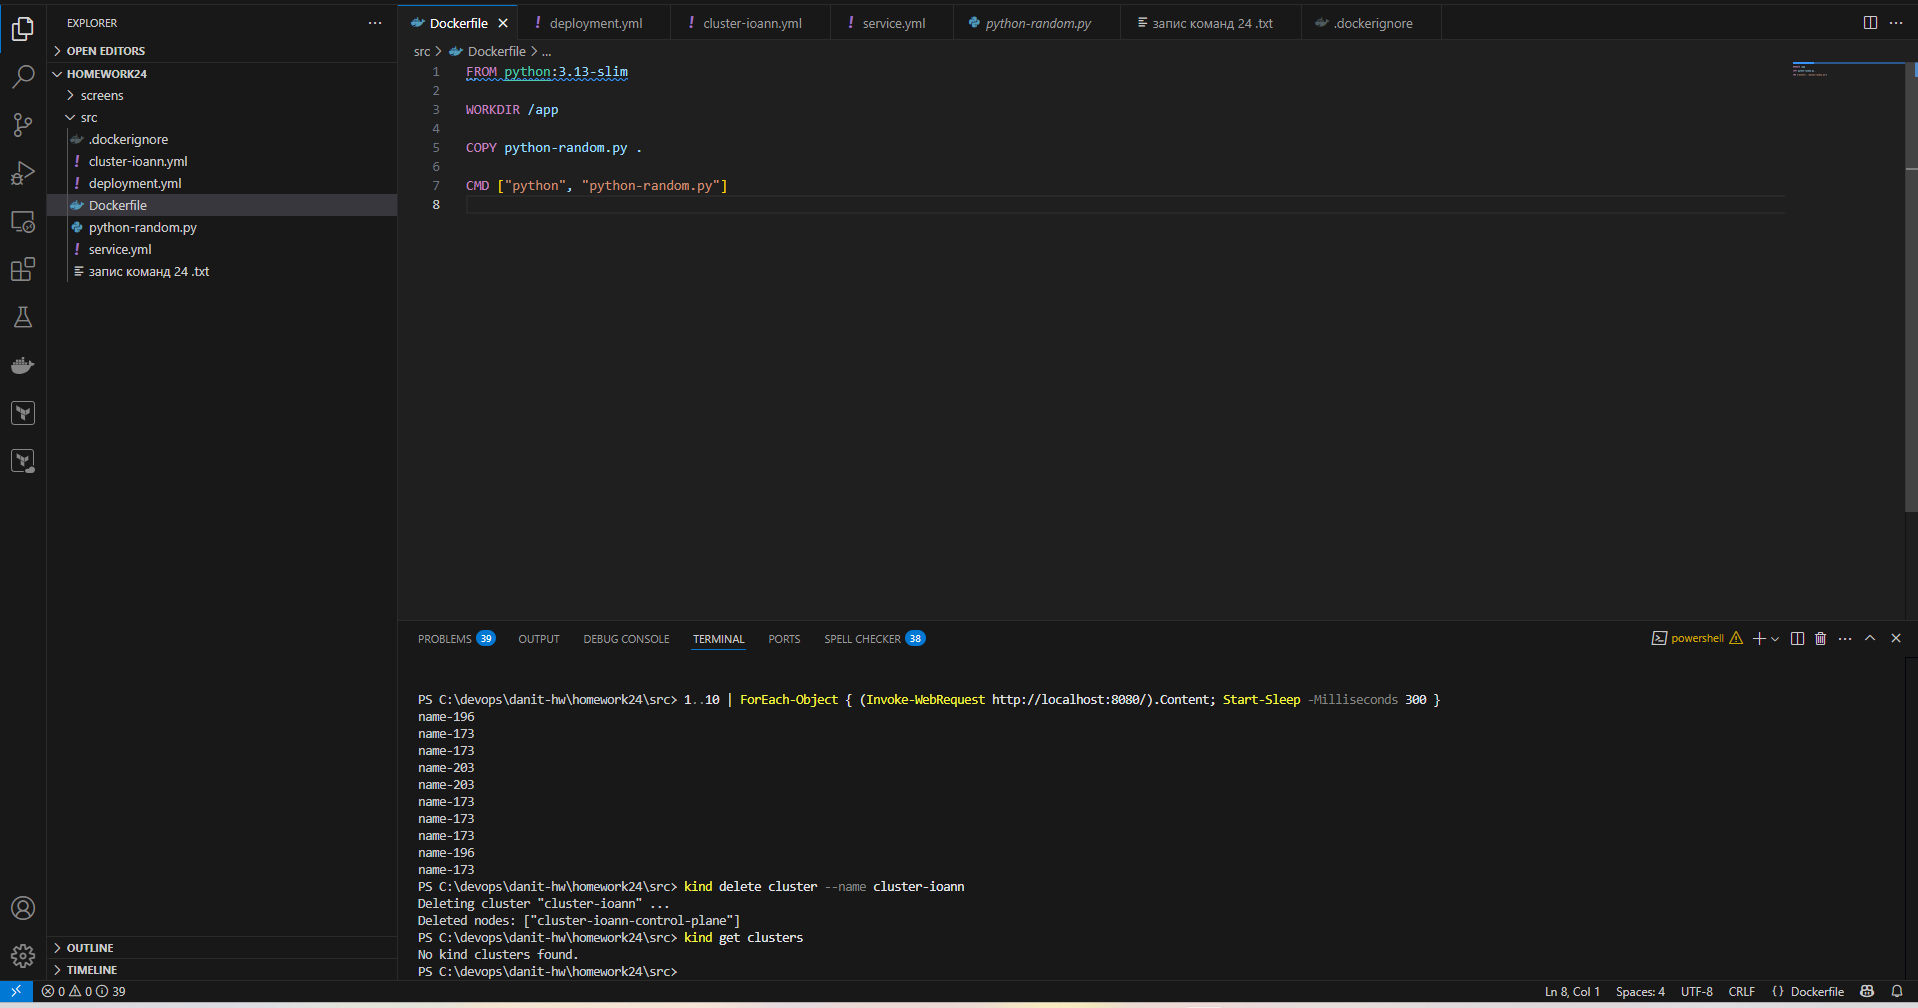 EXPLORER
OPEN EDITORS
HOMEWORK24
screens
src
.dockerignore
cluster-ioann.yml
deployment.yml
Dockerfile
python-random.py
service.yml
запис команд 24 .txt
OUTLINE
TIMELINE
Dockerfile deployment.yml cluster-ioann.yml service.yml python-random.py запис команд 24 .txt .dockerignore
src > Dockerfile > ...
1 FROM python:3.13-slim
2
3 WORKDIR /app
4
5 COPY python-random.py .
6
7 CMD ["python", "python-random.py"]
8
PROBLEMS 39 OUTPUT DEBUG CONSOLE TERMINAL PORTS SPELL CHECKER 38 powershell
PS C:\devops\danit-hw\homework24\src> 1..10 | ForEach-Object { (Invoke-WebRequest http://localhost:8080/).Content; Start-Sleep -Milliseconds 300 }
name-196
name-173
name-173
name-203
name-203
name-173
name-173
name-173
name-196
name-173
PS C:\devops\danit-hw\homework24\src> kind delete cluster --name cluster-ioann
Deleting cluster "cluster-ioann" ...
Deleted nodes: ["cluster-ioann-control-plane"]
PS C:\devops\danit-hw\homework24\src> kind get clusters
No kind clusters found.
PS C:\devops\danit-hw\homework24\src>
0 0 39 Ln 8, Col 1 Spaces: 4 UTF-8 CRLF {} Dockerfile